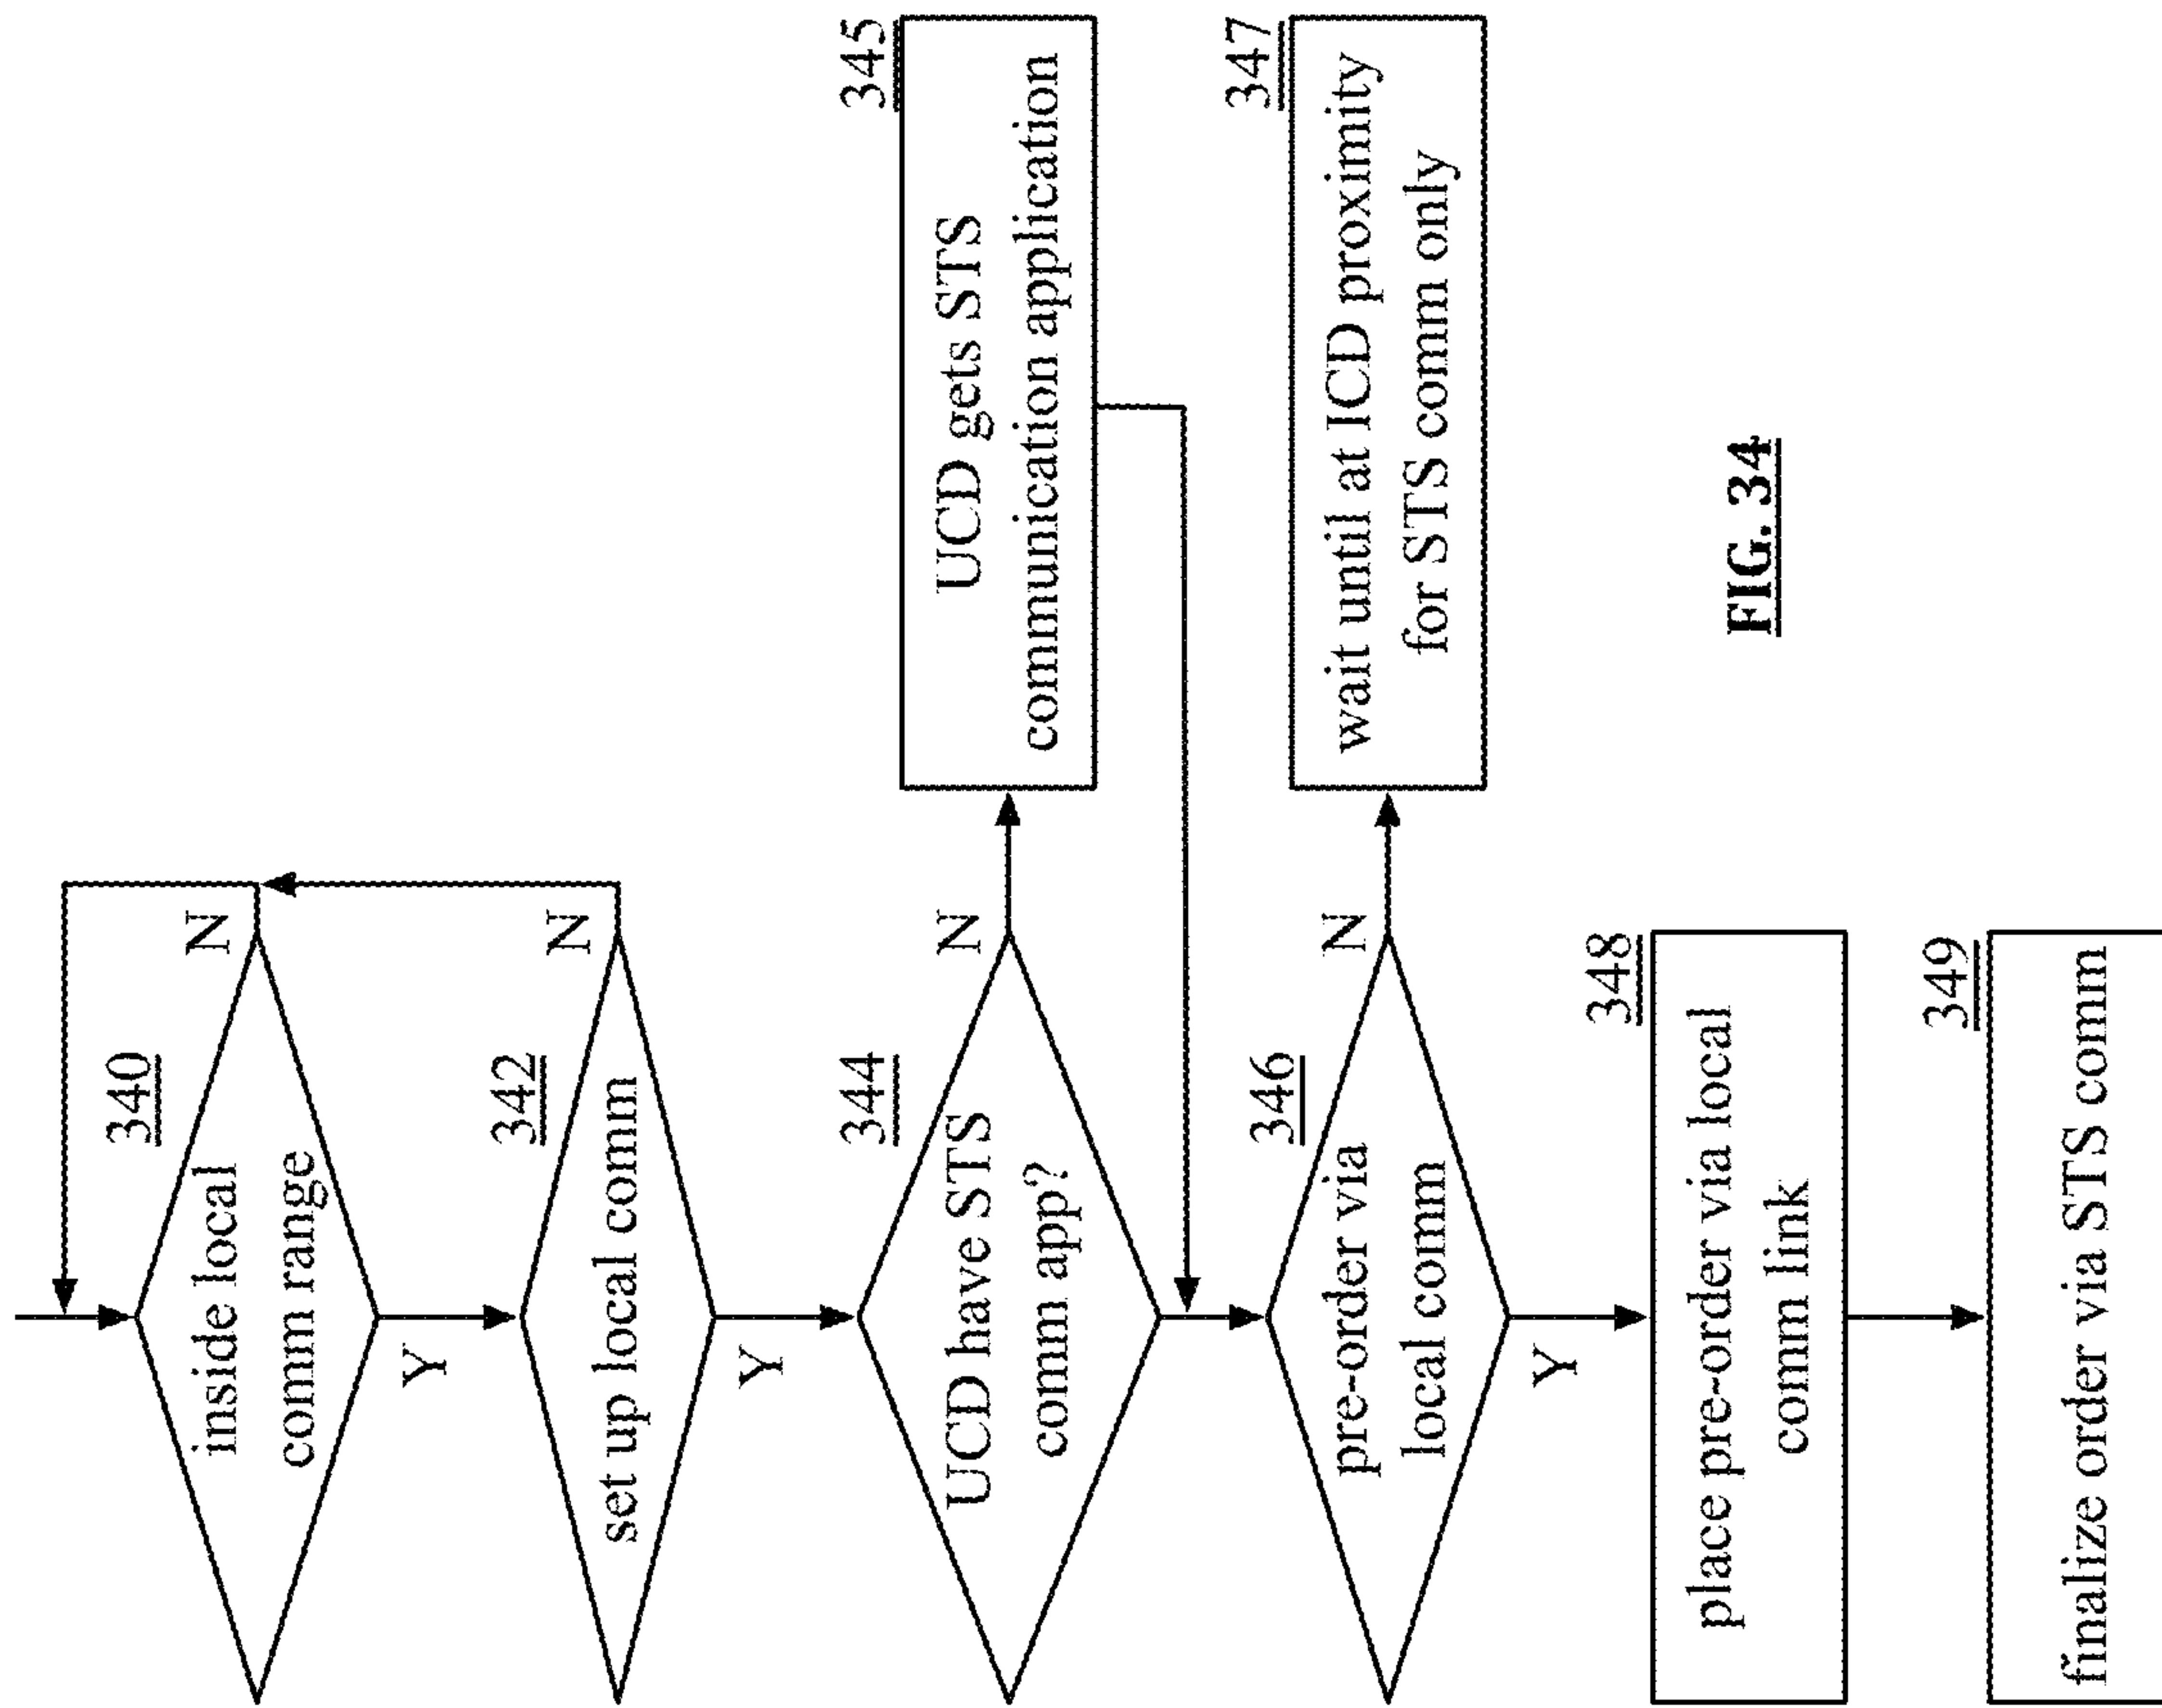 340
inside local
comm range
N
Y
342
set up local comm
N
Y
344
UCD have STS
comm app?
N
345
UCD gets STS
communication application
346
pre-order via
local comm
N
Y
347
wait until at ICD proximity
for STS comm only
348
place pre-order via local
comm link
349
finalize order via STS comm
FIG. 34